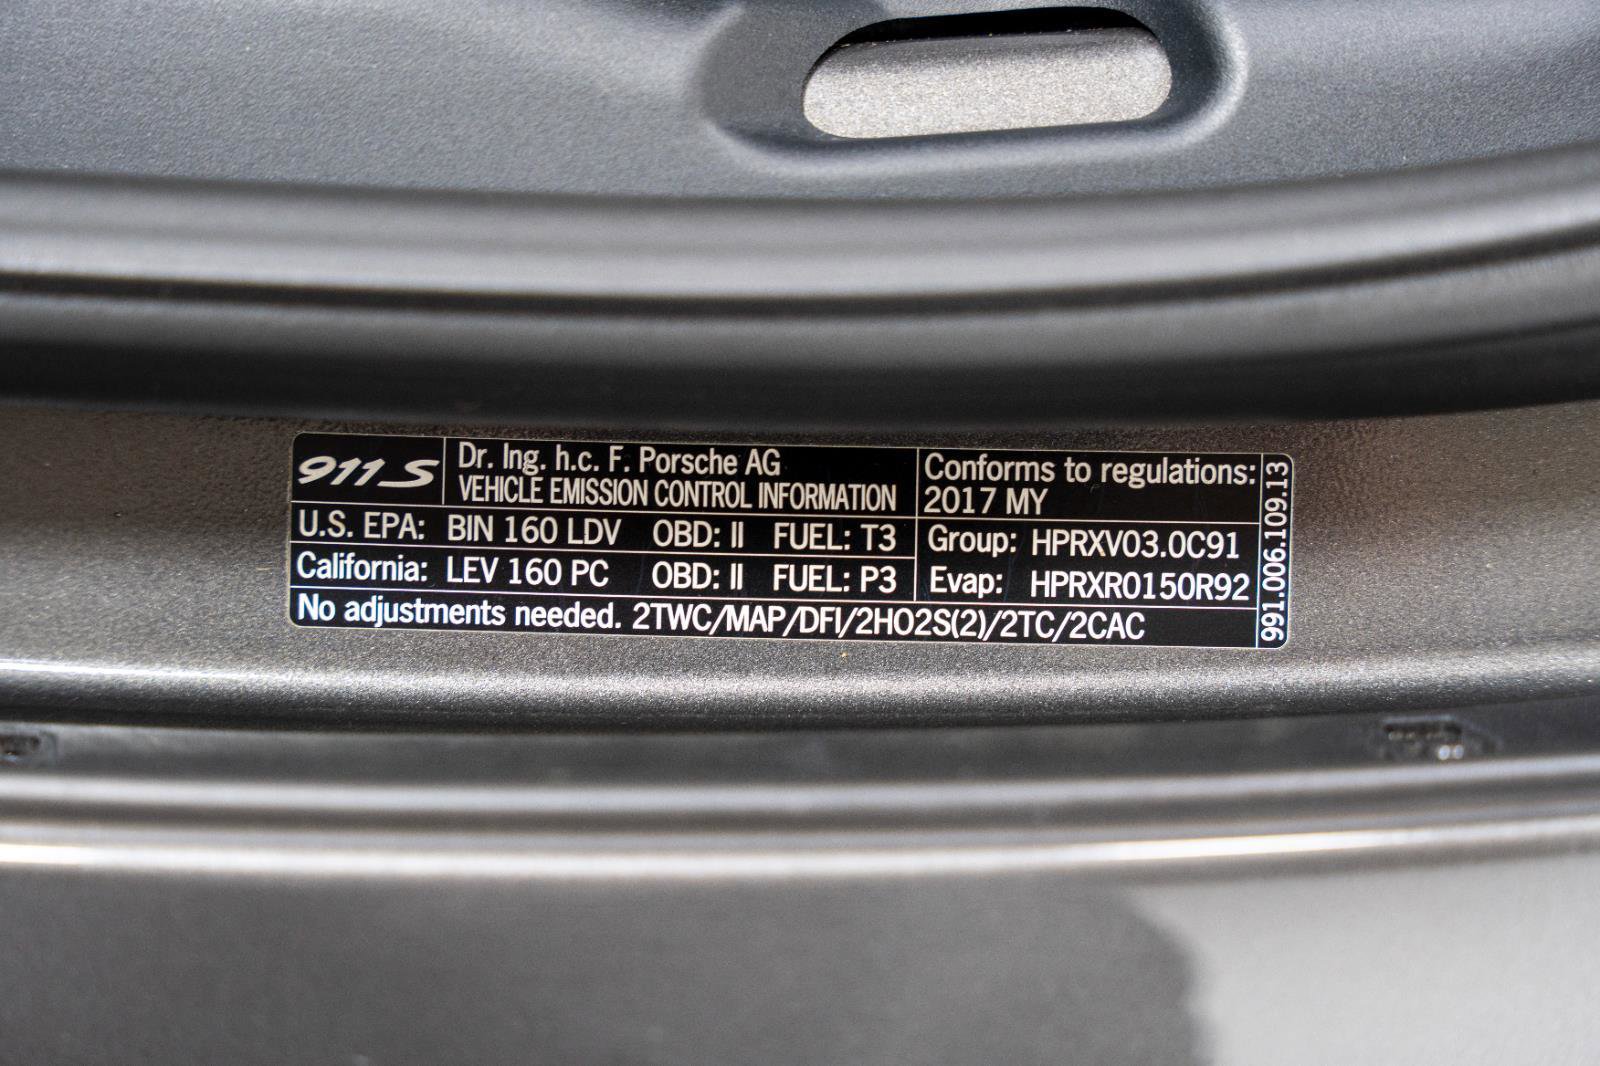 911 S
Dr. Ing. h.c. F. Porsche AG
VEHICLE EMISSION CONTROL INFORMATION
Conforms to regulations:
2017 MY
U.S. EPA: BIN 160 LDV OBD: II FUEL: T3
California: LEV 160 PC OBD: II FUEL: P3
Group: HPRXV03.0C91
Evap: HPRXR0150R92
No adjustments needed. 2TWC/MAP/DFI/2HO2S(2)/2TC/2CAC
991.006.109.13